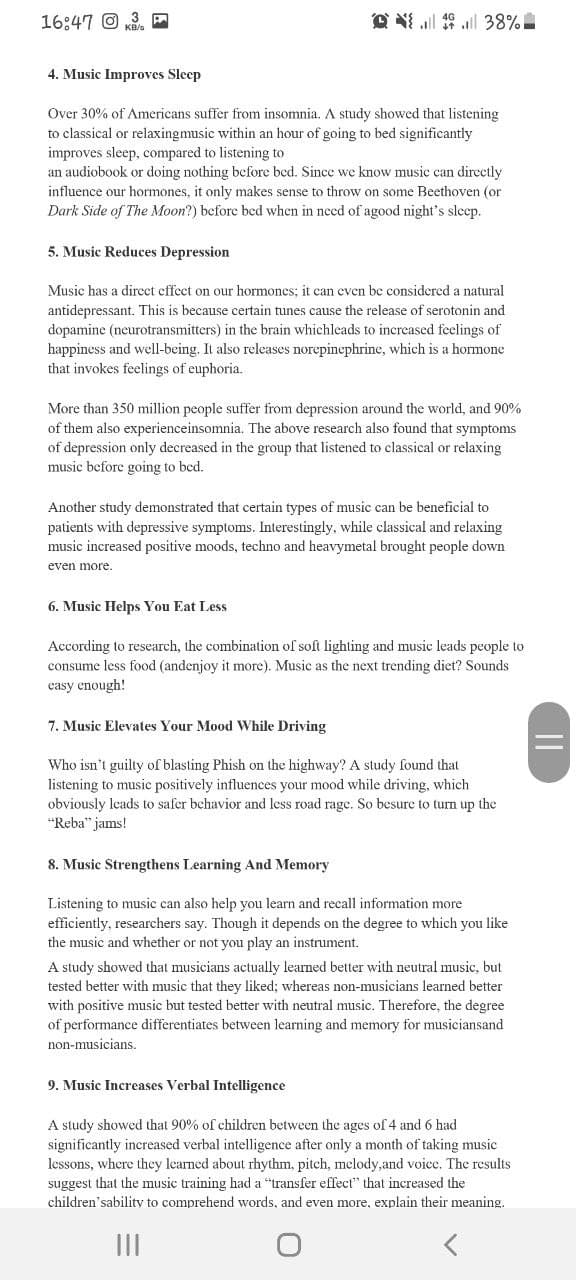 16:47 3 KB/s 4G 38%
4. Music Improves Sleep
Over 30% of Americans suffer from insomnia. A study showed that listening
to classical or relaxingmusic within an hour of going to bed significantly
improves sleep, compared to listening to
an audiobook or doing nothing before bed. Since we know music can directly
influence our hormones, it only makes sense to throw on some Beethoven (or
Dark Side of The Moon?) before bed when in need of agood night’s sleep.
5. Music Reduces Depression
Music has a direct effect on our hormones; it can even be considered a natural
antidepressant. This is because certain tunes cause the release of serotonin and
dopamine (neurotransmitters) in the brain whichleads to increased feelings of
happiness and well-being. It also releases norepinephrine, which is a hormone
that invokes feelings of euphoria.
More than 350 million people suffer from depression around the world, and 90%
of them also experienceinsomnia. The above research also found that symptoms
of depression only decreased in the group that listened to classical or relaxing
music before going to bed.
Another study demonstrated that certain types of music can be beneficial to
patients with depressive symptoms. Interestingly, while classical and relaxing
music increased positive moods, techno and heavymetal brought people down
even more.
6. Music Helps You Eat Less
According to research, the combination of soft lighting and music leads people to
consume less food (andenjoy it more). Music as the next trending diet? Sounds
easy enough!
7. Music Elevates Your Mood While Driving
Who isn’t guilty of blasting Phish on the highway? A study found that
listening to music positively influences your mood while driving, which
obviously leads to safer behavior and less road rage. So besure to turn up the
“Reba” jams!
8. Music Strengthens Learning And Memory
Listening to music can also help you learn and recall information more
efficiently, researchers say. Though it depends on the degree to which you like
the music and whether or not you play an instrument.
A study showed that musicians actually learned better with neutral music, but
tested better with music that they liked; whereas non-musicians learned better
with positive music but tested better with neutral music. Therefore, the degree
of performance differentiates between learning and memory for musiciansand
non-musicians.
9. Music Increases Verbal Intelligence
A study showed that 90% of children between the ages of 4 and 6 had
significantly increased verbal intelligence after only a month of taking music
lessons, where they learned about rhythm, pitch, melody,and voice. The results
suggest that the music training had a “transfer effect” that increased the
children’sability to comprehend words, and even more, explain their meaning.